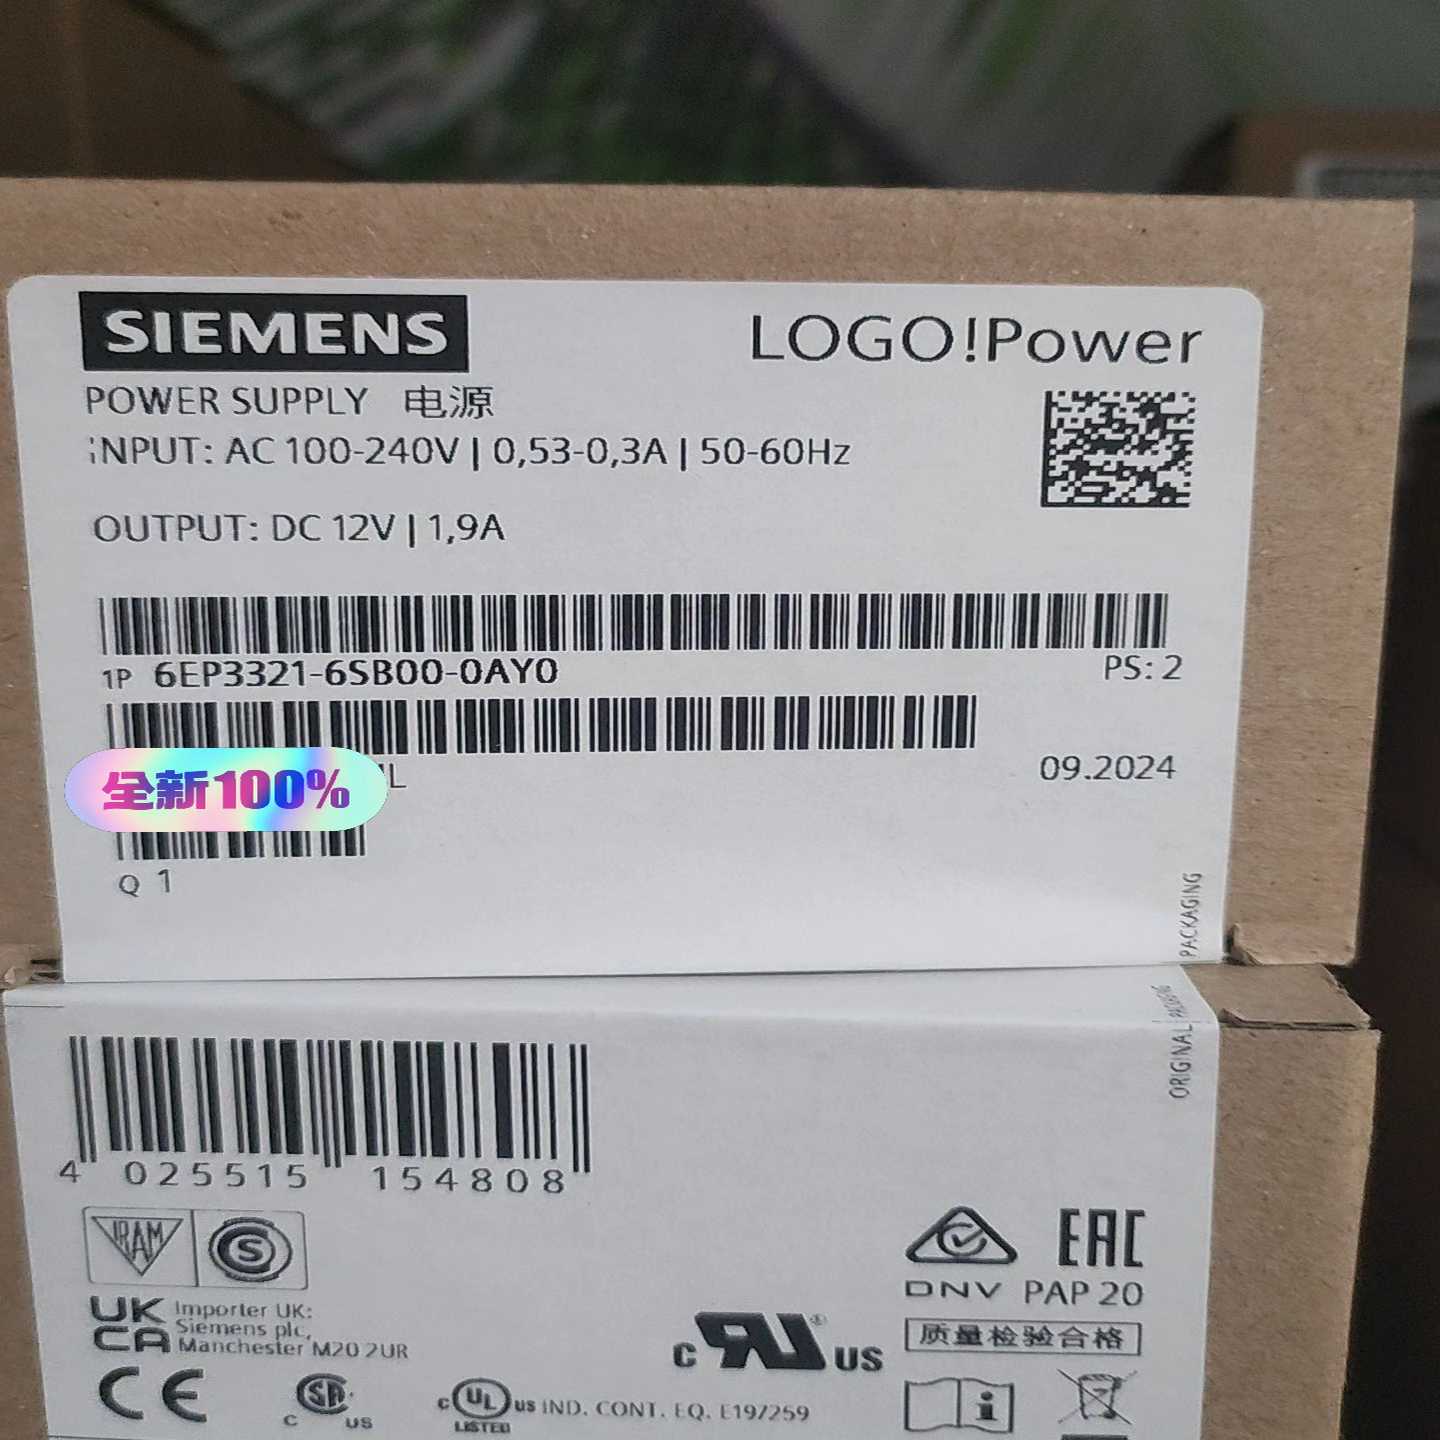 SIEMENS
LOGO!Power
POWER SUPPLY 电源
INPUT: AC 100-240V | 0,53-0,3A | 50-60Hz
OUTPUT: DC 12V | 1,9A
1P 6EP3321-6SB00-0AY0
PS: 2
全新100%
09.2024
Q 1
PACKAGING
ORIGINAL PACKAGING
4 025515 154808
IRAM S
EAC
DNV PAP 20
UK CA
Importer UK:
Siemens plc,
Manchester M20 2UR
质量检验合格
c RU ® US
CE
C SA US
c UL US IND. CONT. EQ. E197259
LISTED